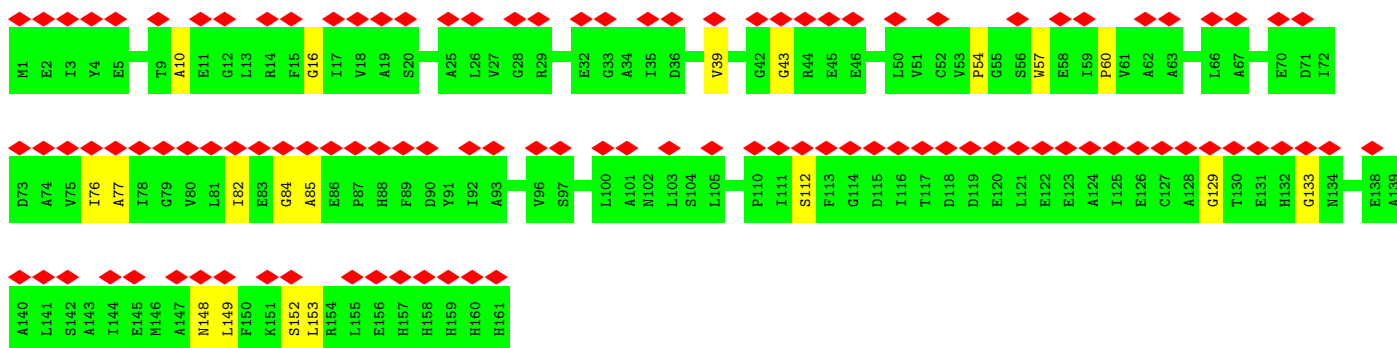 M1 E2 I3 Y4 E5 T9 A10 E11 G12 L13 R14 F15 G16 I17 V18 A19 S20 A25 L26 V27 G28 R29 E32 G33 A34 I35 D36 V39 G42 G43 R44 E45 E46 L50 V51 C52 V53 P54 G55 S56 W57 E58 I59 P60 V61 A62 A63 L66 A67 E70 D71 I72
D73 A74 V75 I76 A77 I78 G79 V80 L81 I82 E83 G84 A85 E86 P87 H88 F89 D90 Y91 I92 A93 V96 S97 L100 A101 N102 L103 S104 L105 P110 I111 S112 F113 G114 D115 I116 T117 D118 D119 E120 L121 E122 E123 A124 I125 E126 C127 A128 G129 T130 E131 H132 G133 N134 E138 A139
A140 L141 S142 A143 I144 E145 M146 A147 N148 L149 F150 K151 S152 L153 R154 L155 E156 H157 H158 H159 H160 H161